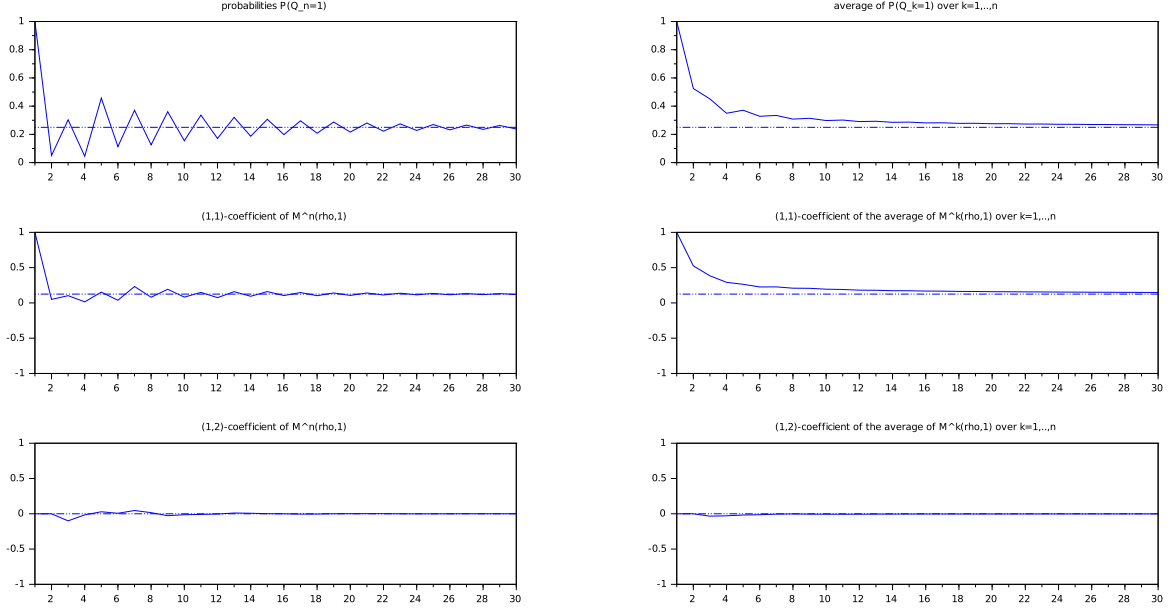 probabilities P(Q_n=1)
1
0.8
0.6
0.4
0.2
0
2 4 6 8 10 12 14 16 18 20 22 24 26 28 30
average of P(Q_k=1) over k=1,..,n
1
0.8
0.6
0.4
0.2
0
2 4 6 8 10 12 14 16 18 20 22 24 26 28 30
(1,1)-coefficient of M^n(rho,1)
1
0.5
0
-0.5
-1
2 4 6 8 10 12 14 16 18 20 22 24 26 28 30
(1,1)-coefficient of the average of M^k(rho,1) over k=1,..,n
1
0.5
0
-0.5
-1
2 4 6 8 10 12 14 16 18 20 22 24 26 28 30
(1,2)-coefficient of M^n(rho,1)
1
0.5
0
-0.5
-1
2 4 6 8 10 12 14 16 18 20 22 24 26 28 30
(1,2)-coefficient of the average of M^k(rho,1) over k=1,..,n
1
0.5
0
-0.5
-1
2 4 6 8 10 12 14 16 18 20 22 24 26 28 30